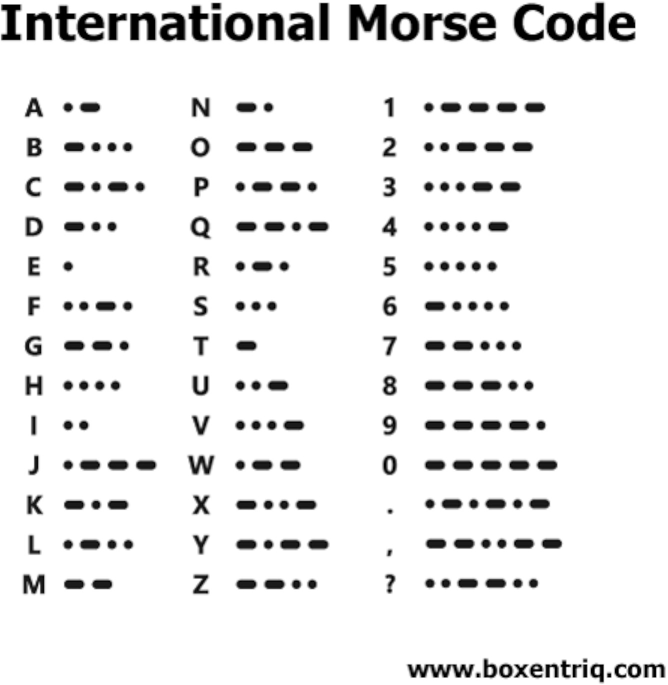 International Morse Code
A •– N –• 1 •––––
B –••• O ––– 2 ••–––
C –•–• P •––• 3 •••––
D –•• Q ––•– 4 ••••–
E • R •–• 5 •••••
F ••–• S ••• 6 –••••
G ––• T – 7 ––•••
H •••• U ••– 8 –––••
I •• V •••– 9 ––––•
J •––– W •–– 0 –––––
K –•– X –••– . •–•–•–
L •–•• Y –•–– , ––••––
M –– Z ––•• ? ••––••
www.boxentriq.com